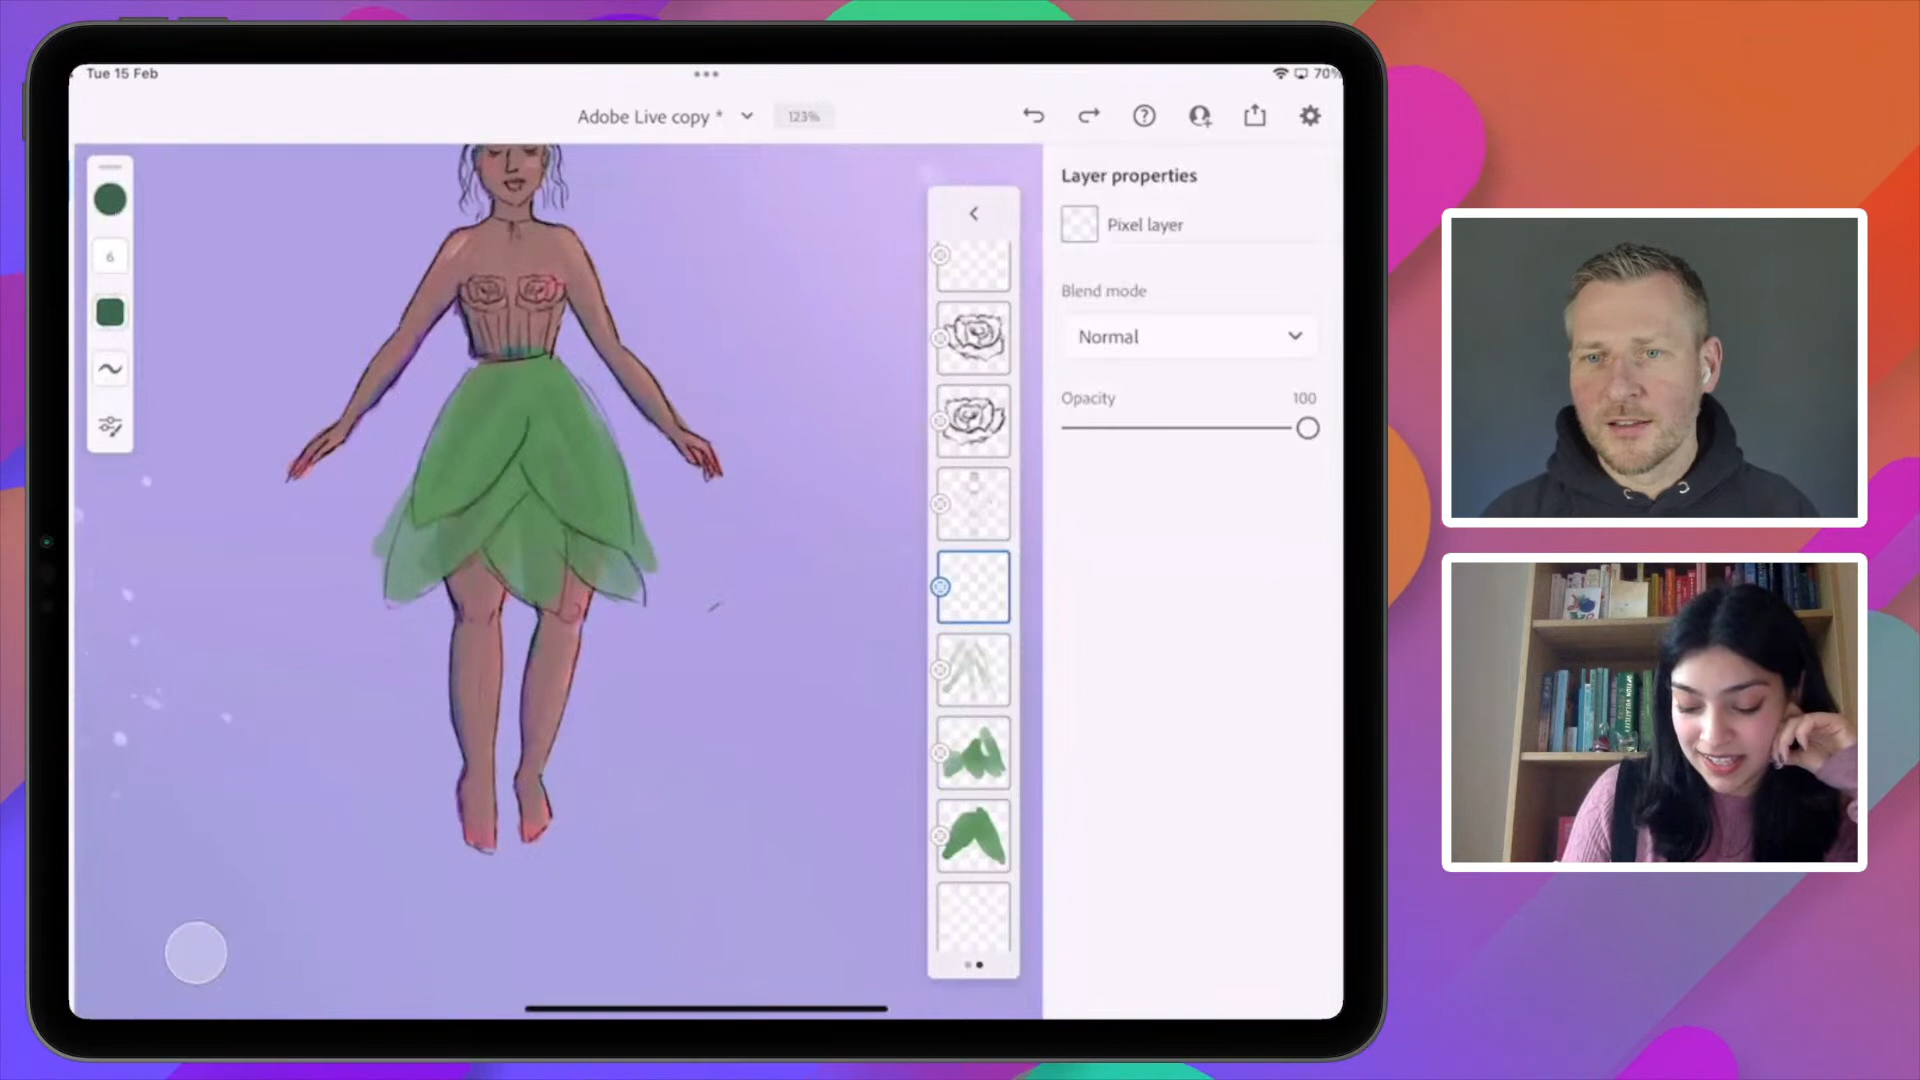 Tue 15 Feb
70%
Adobe Live copy *
123%
6
Layer properties
Pixel layer
Blend mode
Normal
Opacity
100